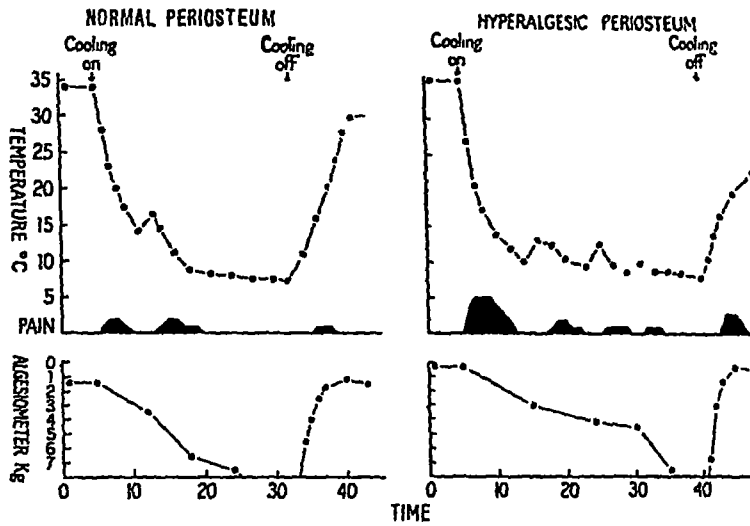 NORMAL PERIOSTEUM
HYPERALGESIC PERIOSTEUM
Cooling on
Cooling off
Cooling on
Cooling off
TEMPERATURE °C
35
30
25
20
15
10
5
PAIN
ALGESIOMETER Kg
0
1
2
3
4
5
6
7
0 10 20 30 40
0 10 20 30 40
TIME